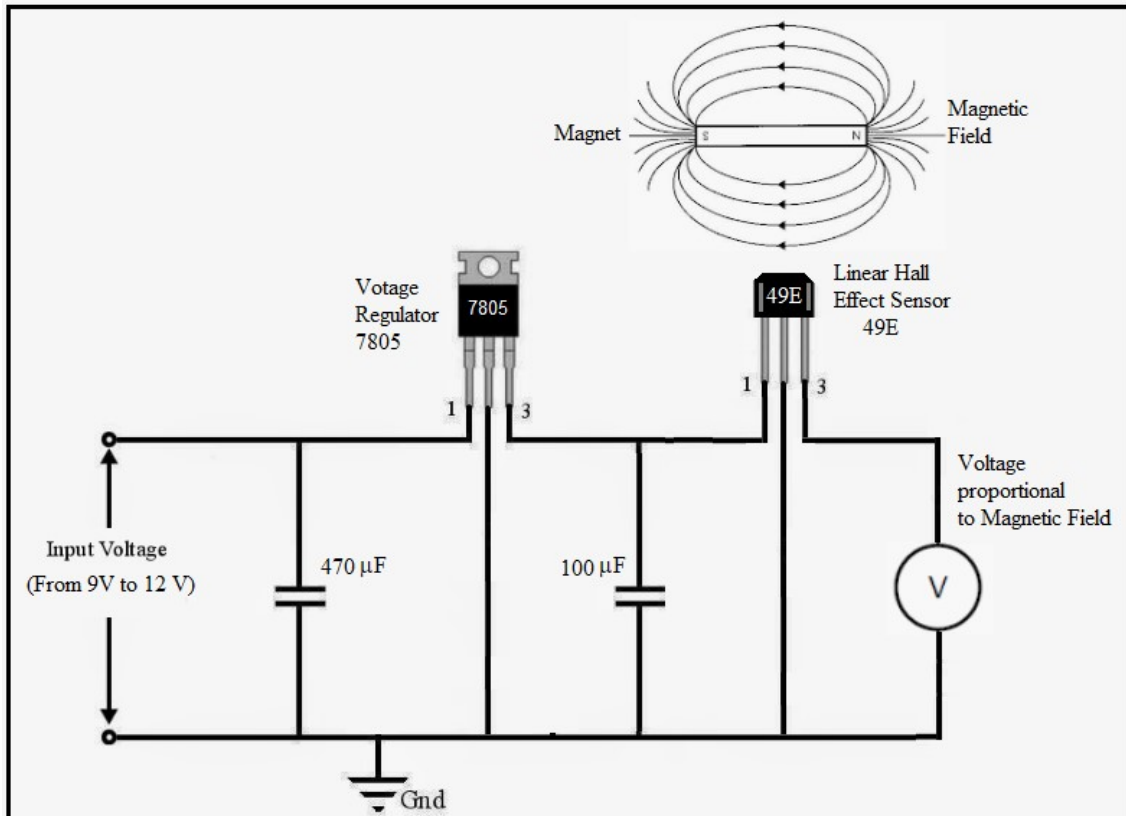 Magnet
S
N
Magnetic
Field
Votage
Regulator
7805
7805
1
3
Linear Hall
Effect Sensor
49E
49E
1
3
Input Voltage
(From 9V to 12 V)
470 µF
100 µF
Voltage
proportional
to Magnetic Field
V
Gnd